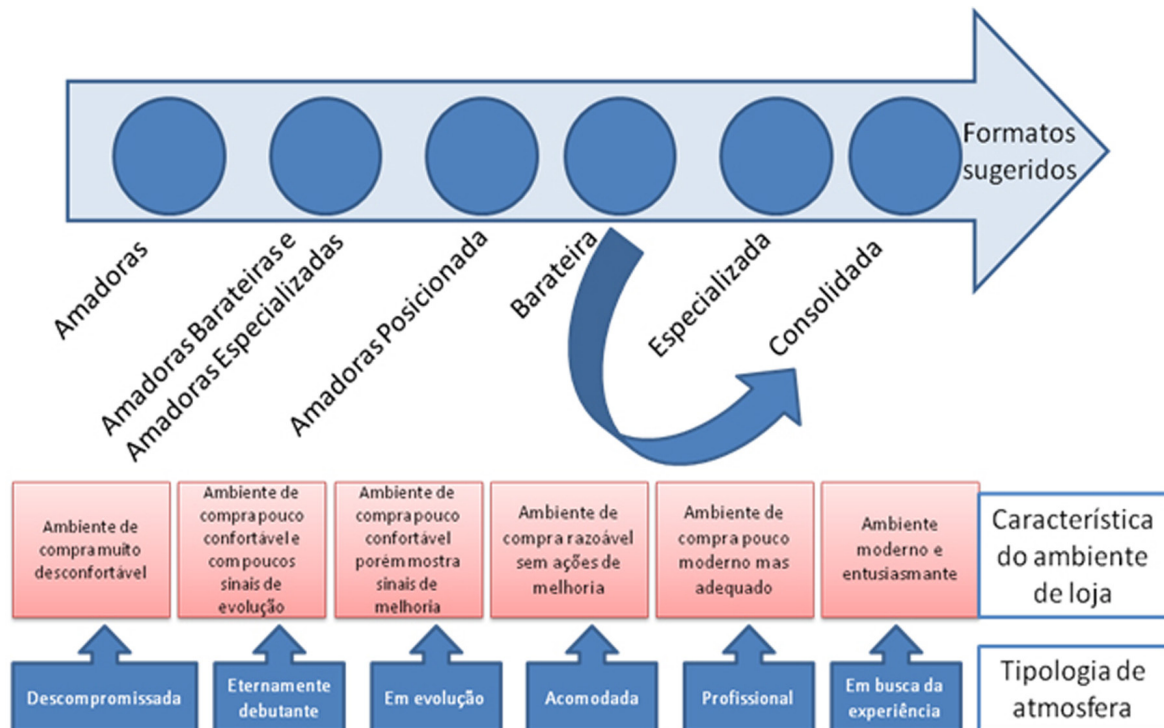 Formatos
sugeridos
Amadoras
Amadoras Barateiras e
Amadoras Especializadas
Amadoras Posicionada
Barateira
Especializada
Consolidada
Ambiente de
compra muito
desconfortável
Ambiente de
compra pouco
confortável e
com poucos
sinais de
evolução
Ambiente de
compra pouco
confortável
porém mostra
sinais de
melhoria
Ambiente de
compra razoável
sem ações de
melhoria
Ambiente de
compra pouco
moderno mas
adequado
Ambiente
moderno e
entusiasmante
Característica
do ambiente
de loja
Descompromissada
Eternamente
debutante
Em evolução
Acomodada
Profissional
Em busca da
experiência
Tipologia de
atmosfera